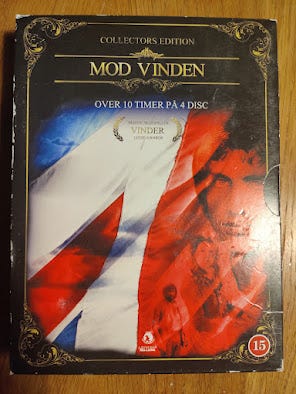 COLLECTORS EDITION
MOD VINDEN
OVER 10 TIMER PÅ 4 DISC
VINDER
15